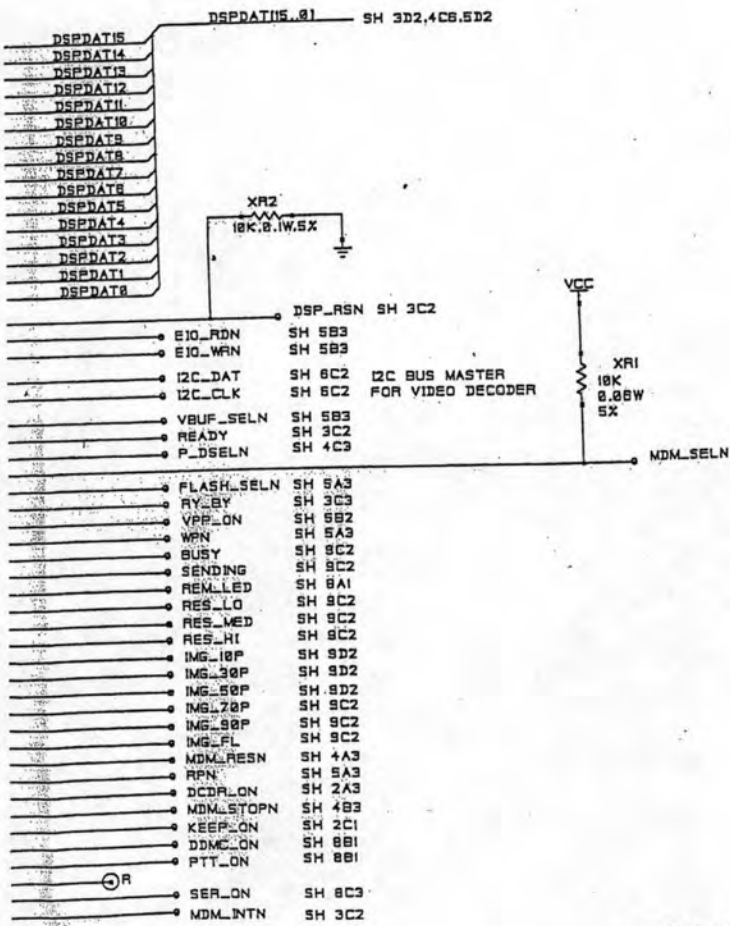 DSPDAT[15..0] SH 3D2,4C6,5D2
DSPDAT15
DSPDAT14
DSPDAT13
DSPDAT12
DSPDAT11
DSPDAT10
DSPDAT9
DSPDAT8
DSPDAT7
DSPDAT6
DSPDAT5
DSPDAT4
DSPDAT3
DSPDAT2
DSPDAT1
DSPDAT0
XR2
10K,0.1W,5%
VCC
DSP_RSN SH 3C2
EIO_RDN SH 5B3
EIO_WRN SH 5B3
XR1
10K
0.06W
5%
I2C_DAT SH 6C2 I2C BUS MASTER
I2C_CLK SH 6C2 FOR VIDEO DECODER
VBUF_SELN SH 5B3
READY SH 3C2
P_DSELN SH 4C3
MDM_SELN
FLASH_SELN SH 5A3
RY_BY SH 3C3
VPP_ON SH 5B2
WPN SH 5A3
BUSY SH 9C2
SENDING SH 9C2
REM_LED SH 8A1
RES_LO SH 9C2
RES_MED SH 9C2
RES_HI SH 9C2
IMG_10P SH 9D2
IMG_30P SH 9D2
IMG_50P SH 9D2
IMG_70P SH 9C2
IMG_90P SH 9C2
IMG_FL SH 9C2
MDM_RESN SH 4A3
RPN SH 5A3
DCDR_ON SH 2A3
MDM_STOPN SH 4B3
KEEP_ON SH 2C1
DDMC_ON SH 8B1
PTT_ON SH 8B1
R
SER_ON SH 8C3
MDM_INTN SH 3C2